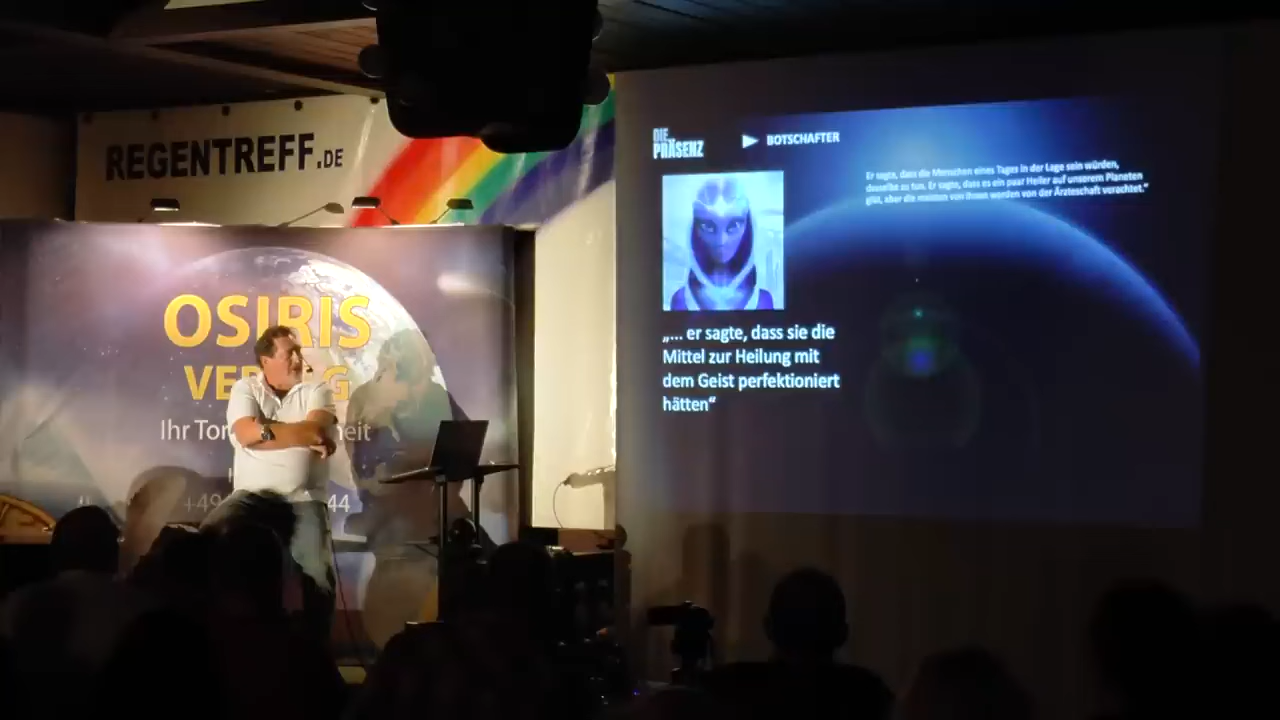 REGENTREFF.DE
OSIRIS
Ihr
+49
44
DIE
PRÄSENZ
BOTSCHAFTER
Er sagte, dass die Menschen eines Tages in der Lage sein würden,
dasselbe zu tun. Er sagte, dass es ein paar Heiler auf unserem Planeten
gibt, aber die meisten von ihnen werden von der Ärzteschaft verachtet.“
„... er sagte, dass sie die
Mittel zur Heilung mit
dem Geist perfektioniert
hätten“